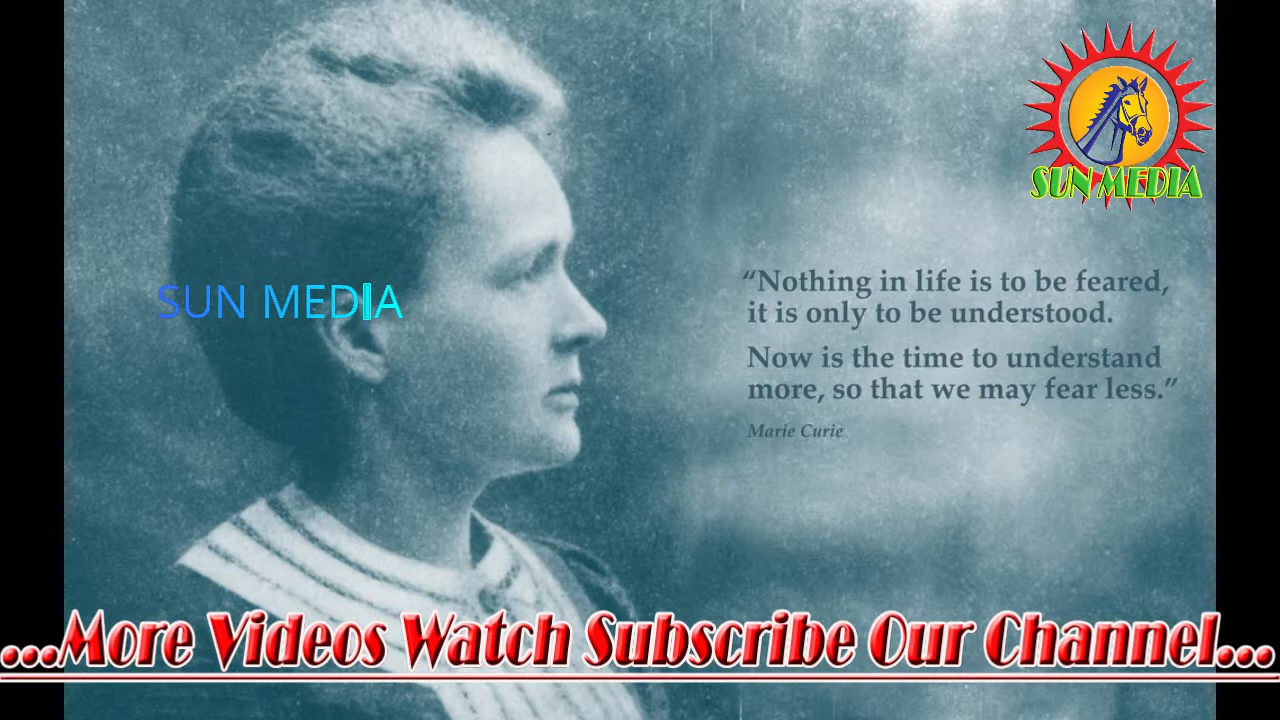 SUN MEDIA
“Nothing in life is to be feared,
it is only to be understood.
SUN MEDIA
Now is the time to understand
more, so that we may fear less.”
Marie Curie
...More Videos Watch Subscribe Our Channel...